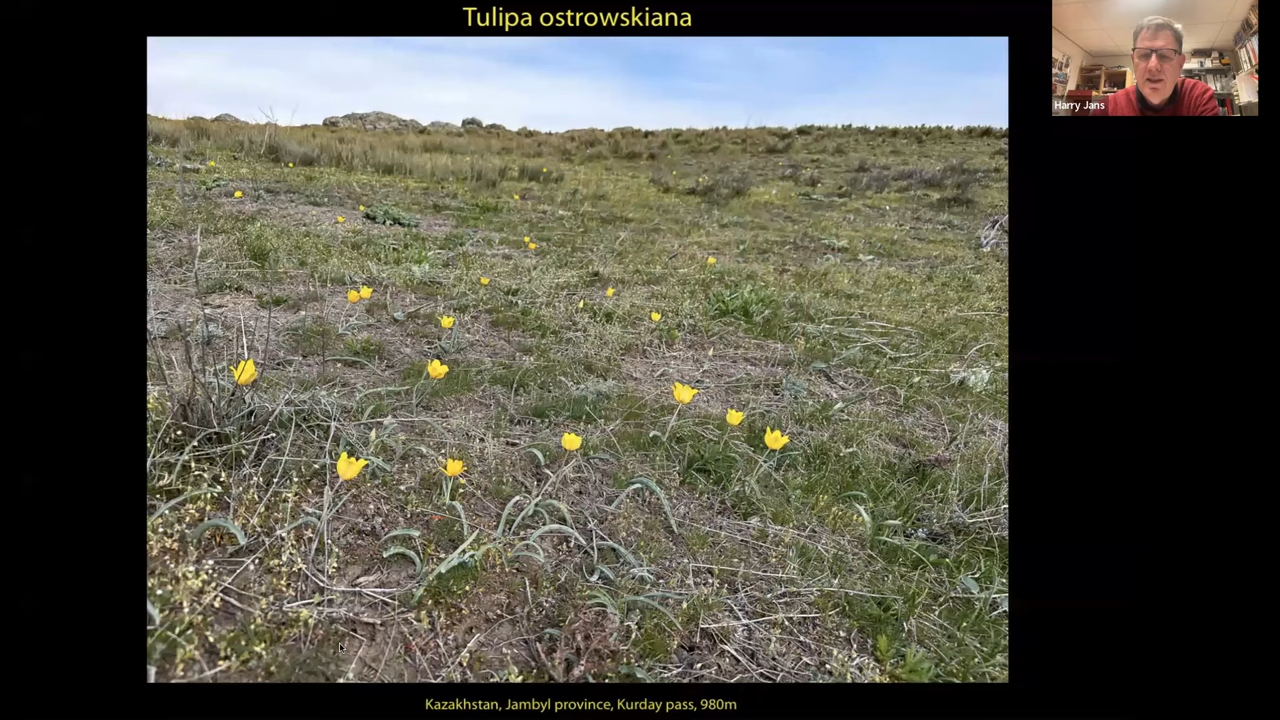 Tulipa ostrowskiana
Harry Jans
Kazakhstan, Jambyl province, Kurday pass, 980m